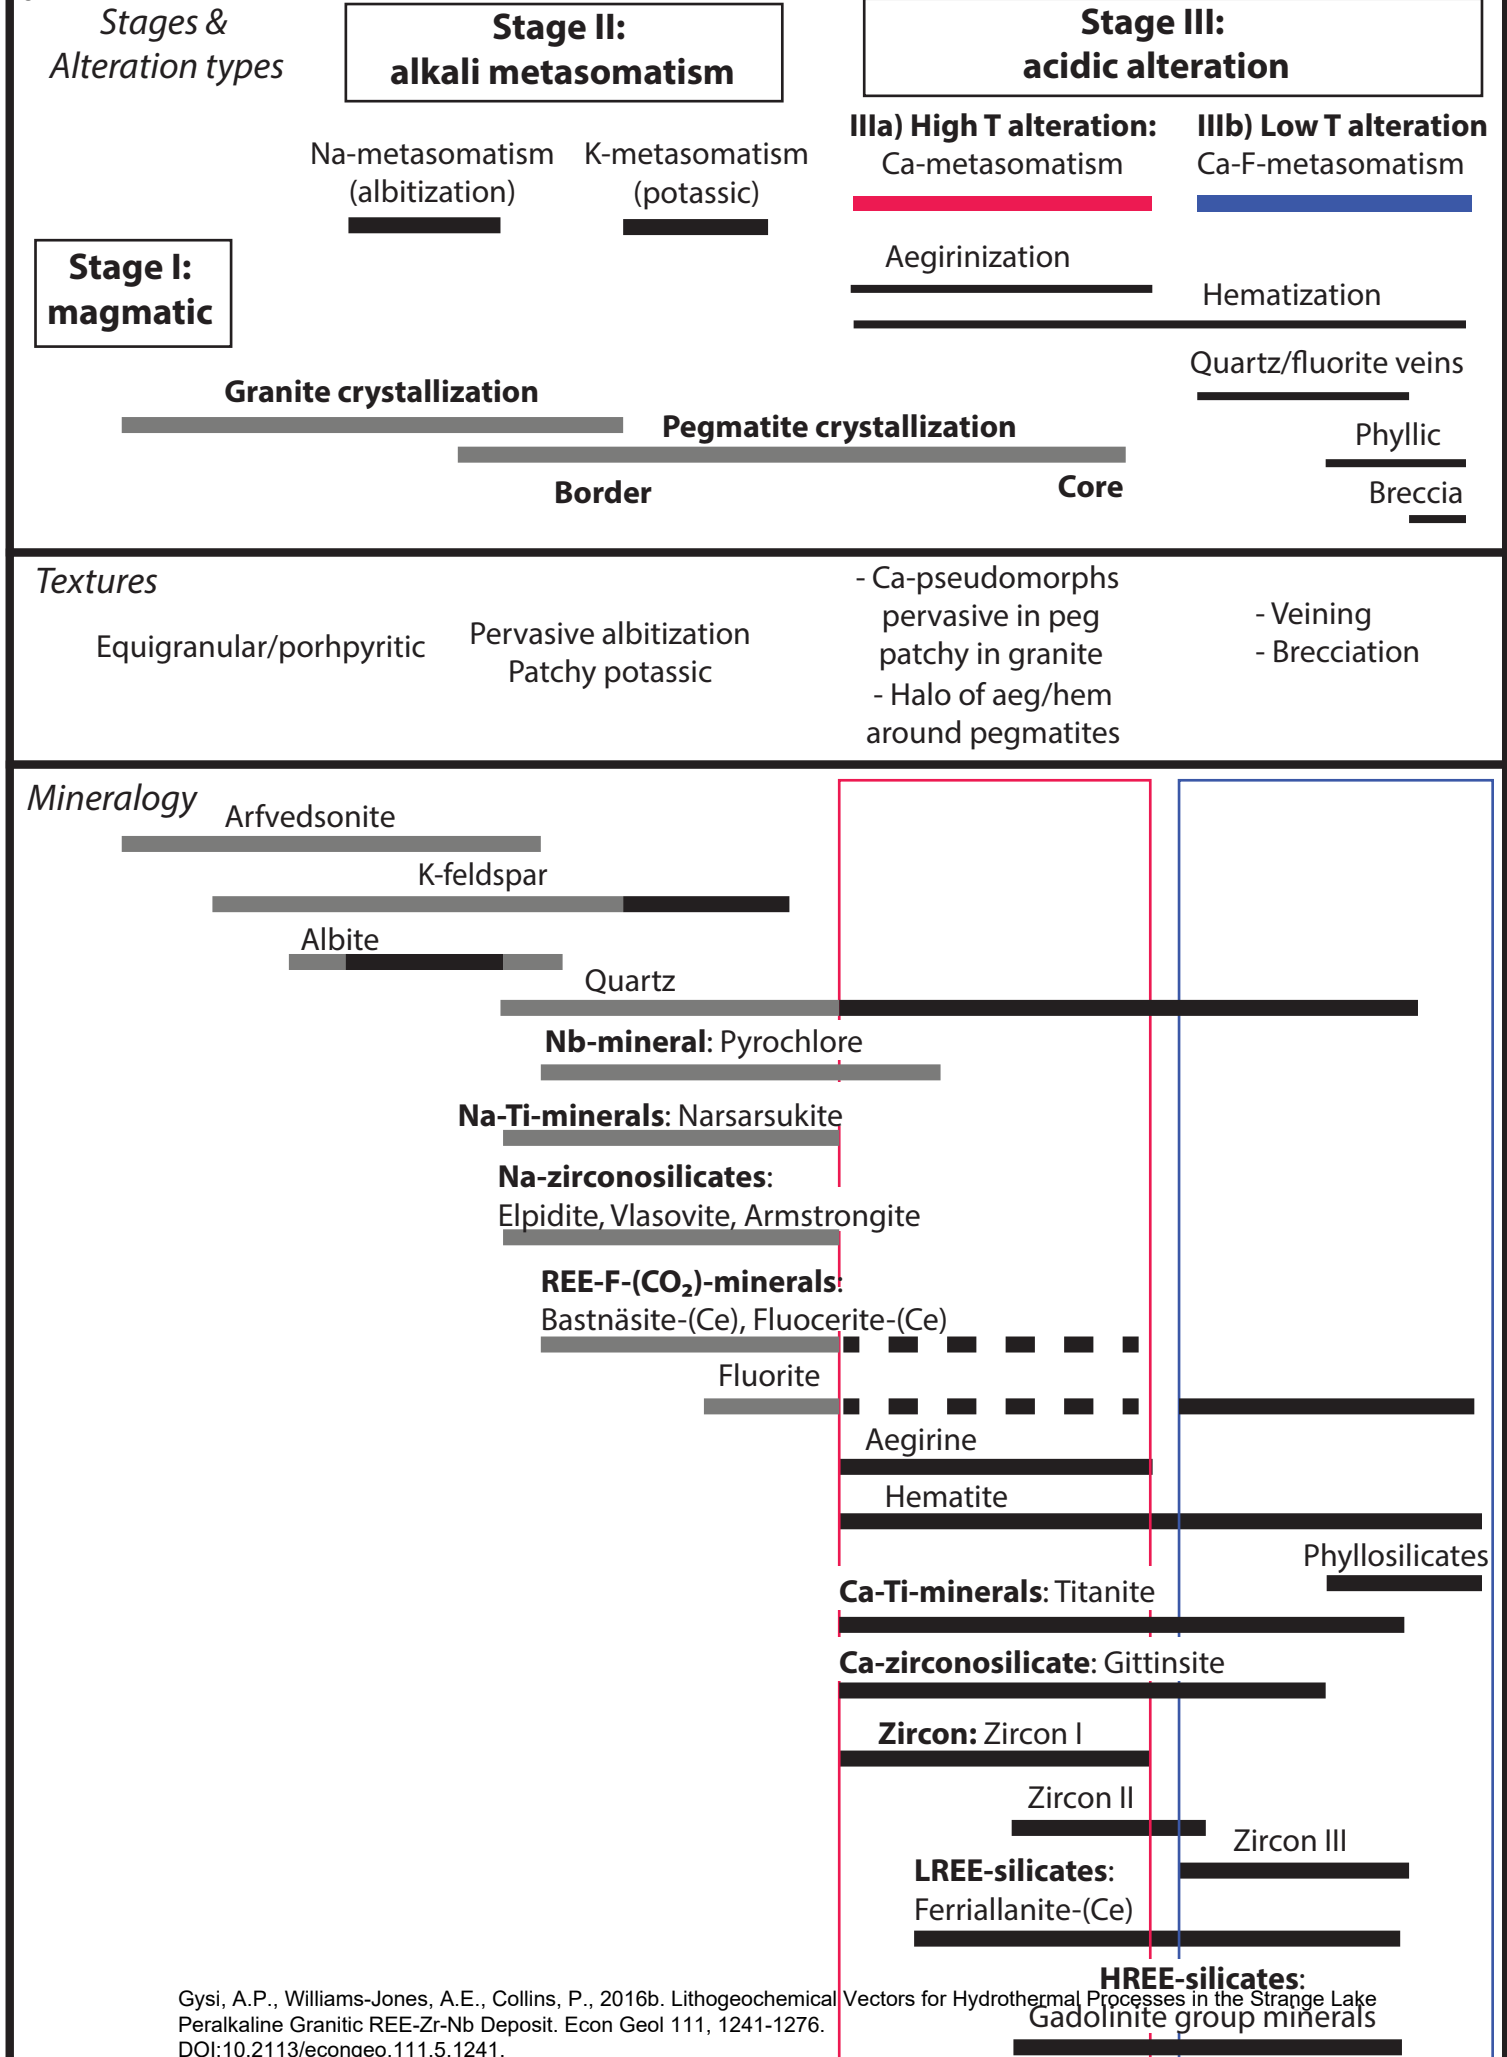 Stages &
Alteration types
Stage II:
alkali metasomatism
Stage III:
acidic alteration
Na-metasomatism
(albitization)
K-metasomatism
(potassic)
IIIa) High T alteration:
Ca-metasomatism
IIIb) Low T alteration
Ca-F-metasomatism
Stage I:
magmatic
Aegirinization
Hematization
Quartz/fluorite veins
Granite crystallization
Pegmatite crystallization
Phyllic
Border
Core
Breccia
Textures
Equigranular/porhpyritic
Pervasive albitization
Patchy potassic
- Ca-pseudomorphs
pervasive in peg
patchy in granite
- Halo of aeg/hem
around pegmatites
- Veining
- Brecciation
Mineralogy
Arfvedsonite
K-feldspar
Albite
Quartz
Nb-mineral: Pyrochlore
Na-Ti-minerals: Narsarsukite
Na-zirconosilicates:
Elpidite, Vlasovite, Armstrongite
REE-F-(CO₂)-minerals:
Bastnäsite-(Ce), Fluocerite-(Ce)
Fluorite
Aegirine
Hematite
Phyllosilicates
Ca-Ti-minerals: Titanite
Ca-zirconosilicate: Gittinsite
Zircon: Zircon I
Zircon II
Zircon III
LREE-silicates:
Ferriallanite-(Ce)
HREE-silicates:
Gadolinite group minerals
Gysi, A.P., Williams-Jones, A.E., Collins, P., 2016b. Lithogeochemical Vectors for Hydrothermal Processes in the Strange Lake
Peralkaline Granitic REE-Zr-Nb Deposit. Econ Geol 111, 1241-1276.
DOI:10.2113/econgeo.111.5.1241.